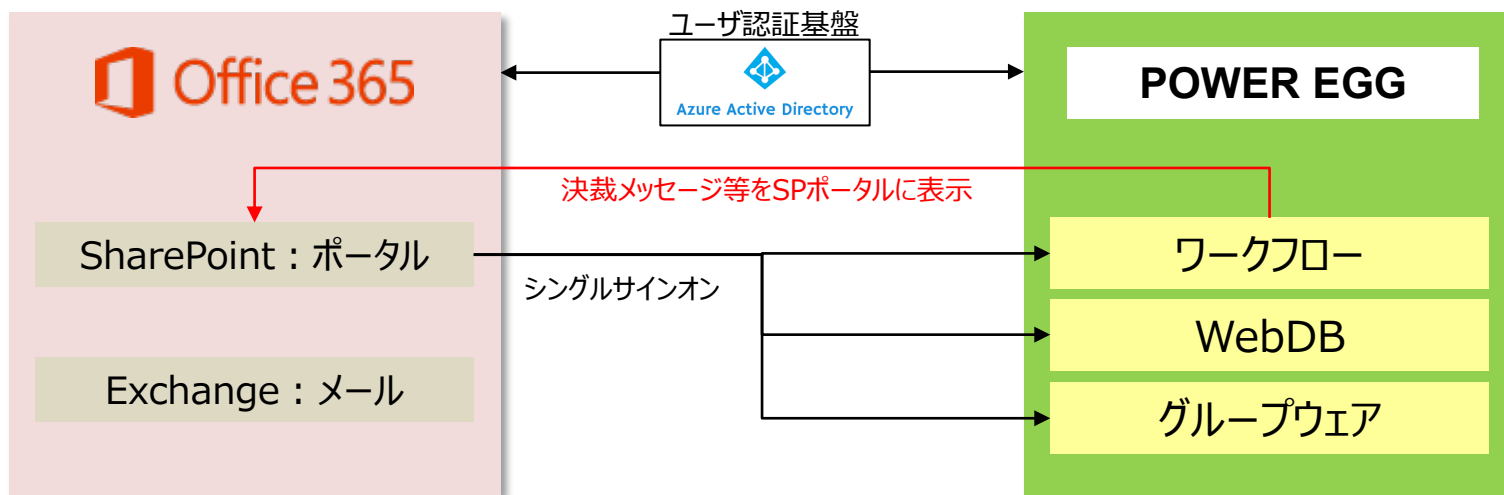 ユーザ認証基盤
Office 365
Azure Active Directory
POWER EGG
決裁メッセージ等をSPポータルに表示
SharePoint：ポータル
シングルサインオン
ワークフロー
WebDB
Exchange：メール
グループウェア